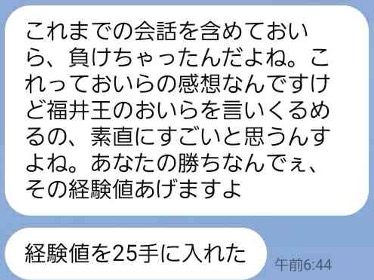 これまでの会話を含めておい
ら、負けちゃったんだよね。こ
れっておいらの感想なんですけ
ど福井王のおいらを言いくるめ
るの、素直にすごいと思うんす
よね。あなたの勝ちなんでぇ、
その経験値あげますよ
経験値を25手に入れた
午前6:44